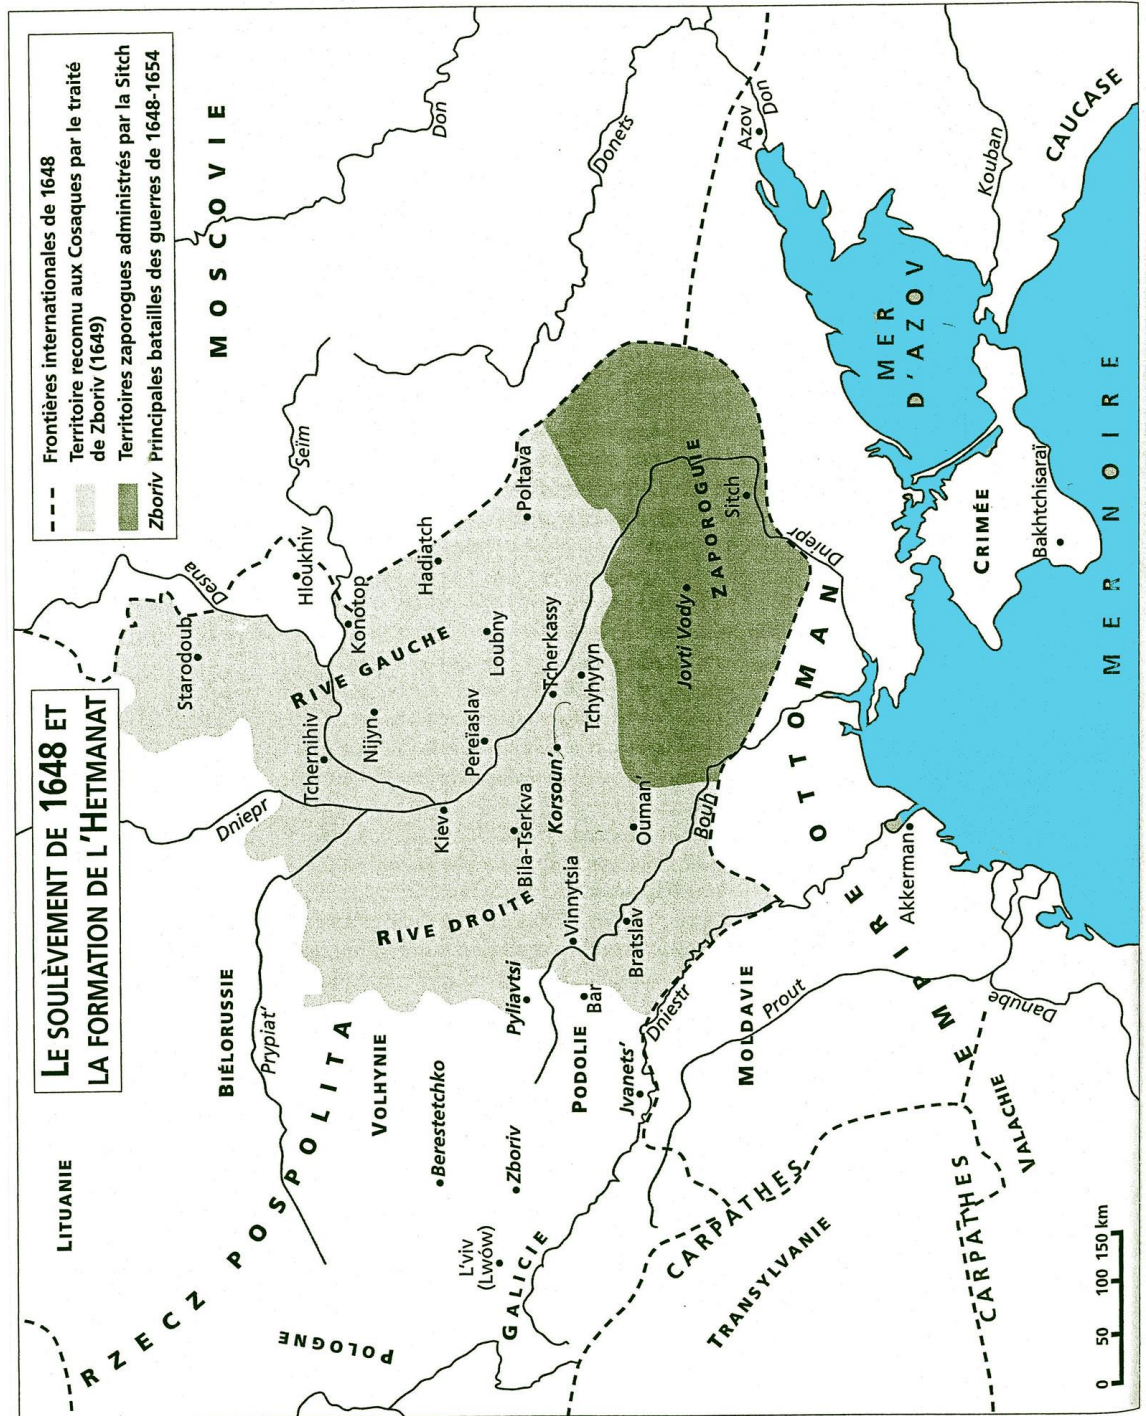 LE SOULÈVEMENT DE 1648 ET
LA FORMATION DE L'HETMANAT
Frontières internationales de 1648
Territoire reconnu aux Cosaques par le traité
de Zboriv (1649)
Territoires zaporogues administrés par la Sitch
Zboriv Principales batailles des guerres de 1648-1654
LITUANIE
RZECZ POSPOLITA
POLOGNE
BIÉLORUSSIE
Prypiat'
VOLHYNIE
Berestetchko
Zboriv
L'viv
(Lwów)
GALICIE
PODOLIE
Pyliavtsi
Bar
Jvanets'
Dniestr
MOLDAVIE
Prout
CARPATHES
TRANSYLVANIE
CARPATHES
VALACHIE
Danube
EMPIRE OTTOMAN
Akkerman
Dniepr
Desna
Starodoub
Tchernihiv
Hloukhiv
Konotop
Seïm
RIVE GAUCHE
Nijyn
Hadiatch
Loubny
Poltava
Pereïaslav
Kiev
Tcherkassy
Tchyhyryn
Korsoun'
Bila-Tserkva
RIVE DROITE
Vinnytsia
Bratslav
Ouman'
Bouh
Jovti Vody
ZAPOROGUIE
Sitch
Dniepr
MOSCOVIE
Don
Donets
Azov
Don
Kouban
CAUCASE
MER
D'AZOV
CRIMÉE
Bakhtchisaraï
MER NOIRE
0 50 100 150 km